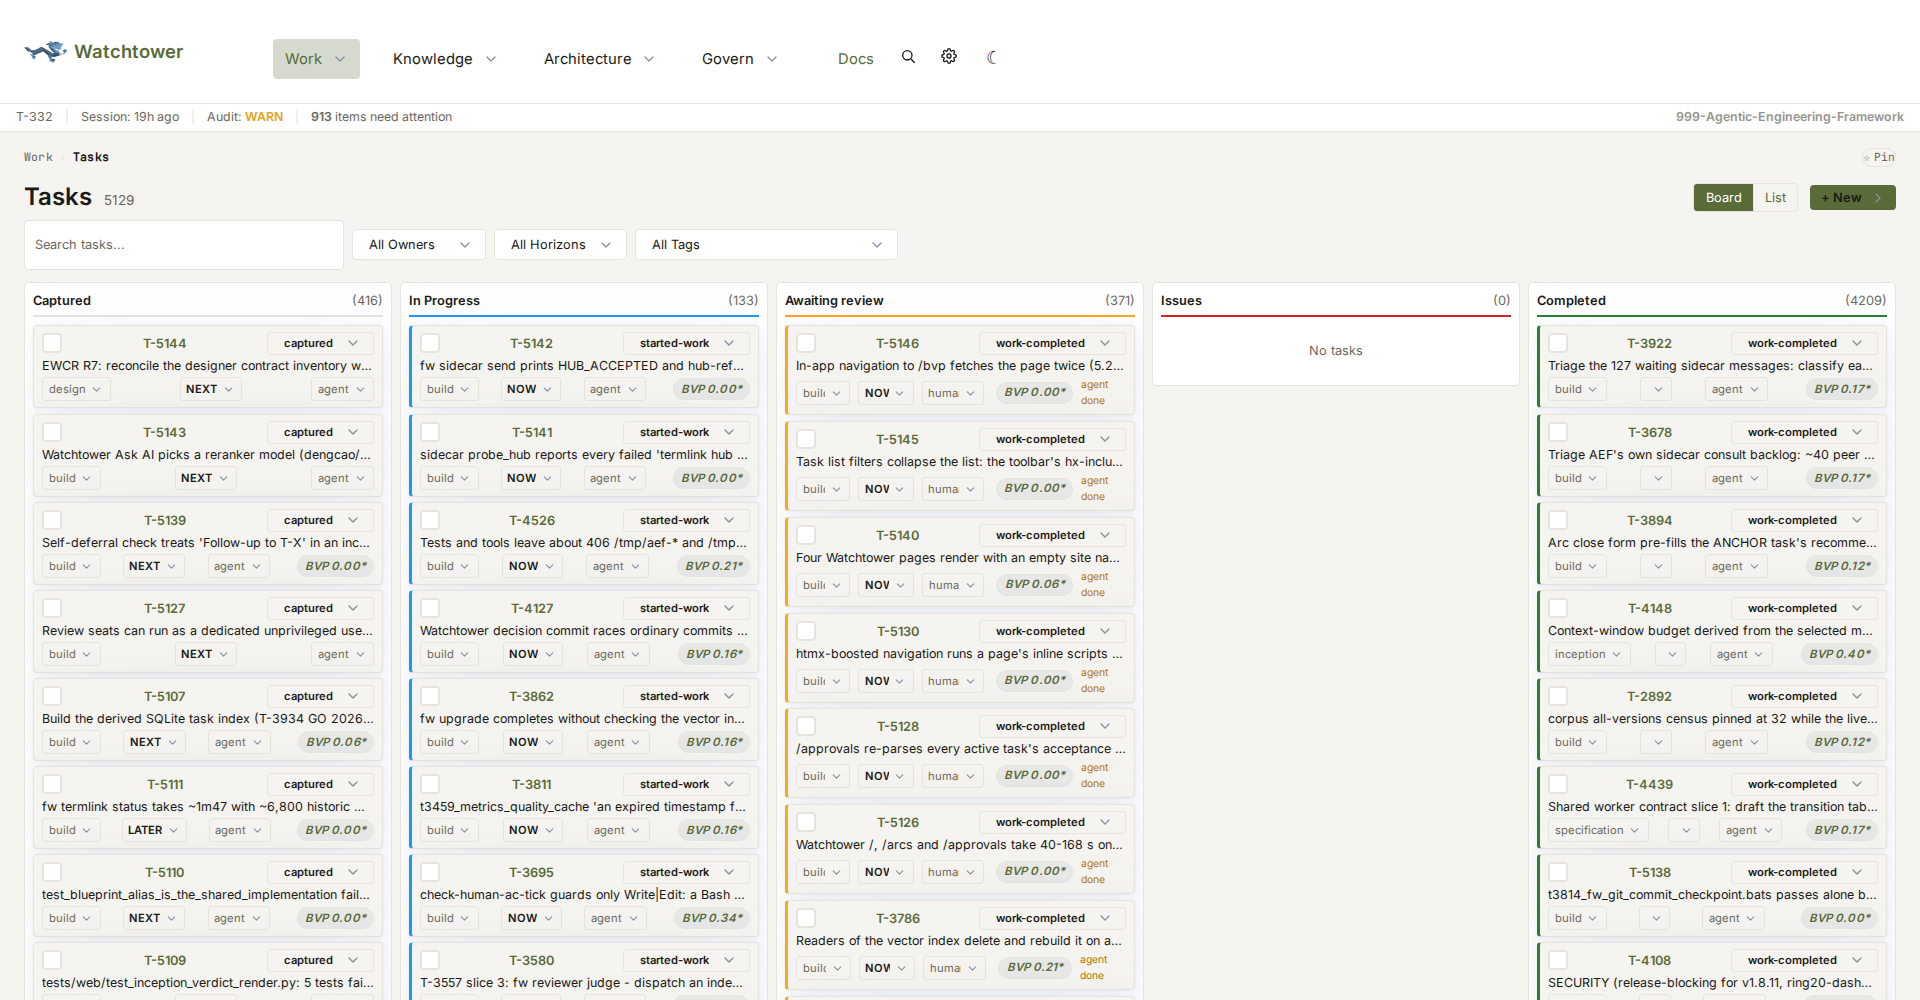 Watchtower
Work
Knowledge
Architecture
Govern
Docs
T-332
Session: 19h ago
Audit: WARN
913 items need attention
999-Agentic-Engineering-Framework
Work › Tasks
☆ Pin
Tasks 5129
Board
List
+ New
Search tasks...
All Owners
All Horizons
All Tags
Captured (416)
T-5144 captured
EWCR R7: reconcile the designer contract inventory w...
design NEXT agent
T-5143 captured
Watchtower Ask AI picks a reranker model (dengcao/...
build NEXT agent
T-5139 captured
Self-deferral check treats 'Follow-up to T-X' in an inc...
build NEXT agent BVP 0.00*
T-5127 captured
Review seats can run as a dedicated unprivileged use...
build NEXT agent
T-5107 captured
Build the derived SQLite task index (T-3934 GO 2026...
build NEXT agent BVP 0.06*
T-5111 captured
fw termlink status takes ~1m47 with ~6,800 historic ...
build LATER agent BVP 0.00*
T-5110 captured
test_blueprint_alias_is_the_shared_implementation fail...
build NEXT agent BVP 0.00*
T-5109 captured
tests/web/test_inception_verdict_render.py: 5 tests fai...
In Progress (133)
T-5142 started-work
fw sidecar send prints HUB_ACCEPTED and hub-ref...
build NOW agent BVP 0.00*
T-5141 started-work
sidecar probe_hub reports every failed 'termlink hub ...
build NOW agent BVP 0.00*
T-4526 started-work
Tests and tools leave about 406 /tmp/aef-* and /tmp...
build NOW agent BVP 0.21*
T-4127 started-work
Watchtower decision commit races ordinary commits ...
build NOW agent BVP 0.16*
T-3862 started-work
fw upgrade completes without checking the vector in...
build NOW agent BVP 0.16*
T-3811 started-work
t3459_metrics_quality_cache 'an expired timestamp f...
build NOW agent BVP 0.16*
T-3695 started-work
check-human-ac-tick guards only Write|Edit: a Bash ...
build NOW agent BVP 0.34*
T-3580 started-work
T-3557 slice 3: fw reviewer judge - dispatch an inde...
Awaiting review (371)
T-5146 work-completed
In-app navigation to /bvp fetches the page twice (5.2...
build NOW huma BVP 0.00* agent done
T-5145 work-completed
Task list filters collapse the list: the toolbar's hx-inclu...
build NOW huma BVP 0.00* agent done
T-5140 work-completed
Four Watchtower pages render with an empty site na...
build NOW huma BVP 0.06* agent done
T-5130 work-completed
htmx-boosted navigation runs a page's inline scripts ...
build NOW huma BVP 0.00* agent done
T-5128 work-completed
/approvals re-parses every active task's acceptance ...
build NOW huma BVP 0.00* agent done
T-5126 work-completed
Watchtower /, /arcs and /approvals take 40-168 s on...
build NOW huma BVP 0.00* agent done
T-3786 work-completed
Readers of the vector index delete and rebuild it on a...
build NOW huma BVP 0.21* agent done
Issues (0)
No tasks
Completed (4209)
T-3922 work-completed
Triage the 127 waiting sidecar messages: classify ea...
build agent BVP 0.17*
T-3678 work-completed
Triage AEF's own sidecar consult backlog: ~40 peer ...
build agent BVP 0.17*
T-3894 work-completed
Arc close form pre-fills the ANCHOR task's recomme...
build agent BVP 0.12*
T-4148 work-completed
Context-window budget derived from the selected m...
inception agent BVP 0.40*
T-2892 work-completed
corpus all-versions census pinned at 32 while the live...
build agent BVP 0.12*
T-4439 work-completed
Shared worker contract slice 1: draft the transition tab...
specification agent BVP 0.17*
T-5138 work-completed
t3814_fw_git_commit_checkpoint.bats passes alone b...
build agent BVP 0.00*
T-4108 work-completed
SECURITY (release-blocking for v1.8.11, ring20-dash...